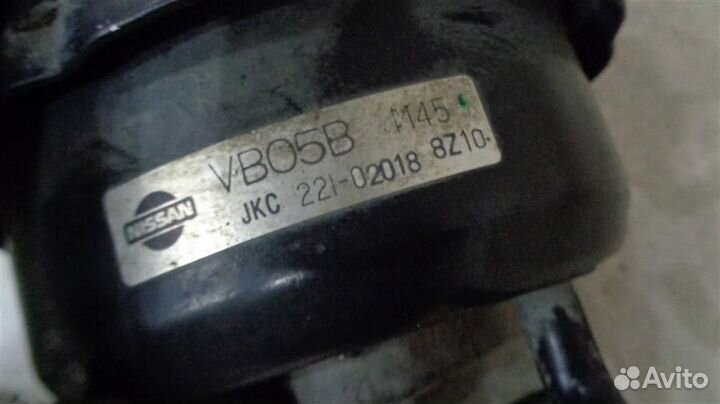 VB05B 1145
JKC 221-02018 8Z10
NISSAN
Avito